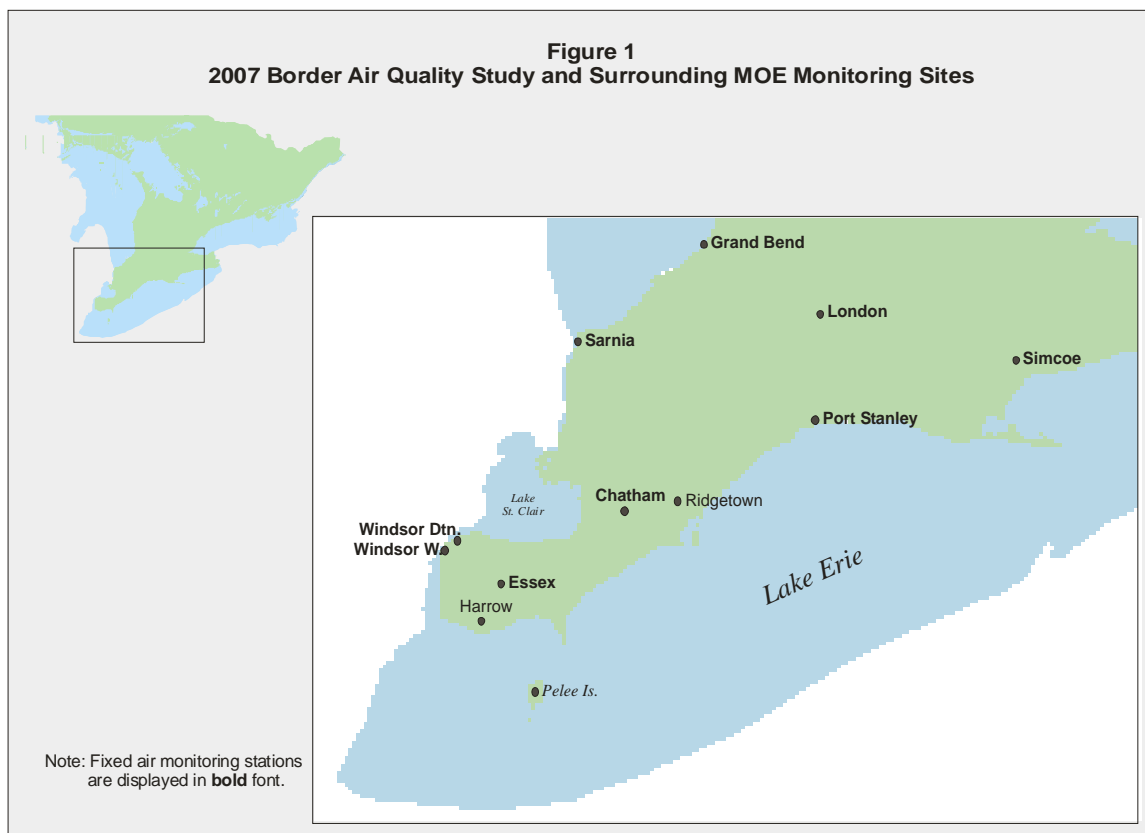 Figure 1
2007 Border Air Quality Study and Surrounding MOE Monitoring Sites
Grand Bend
London
Sarnia
Simcoe
Port Stanley
Lake
St. Clair
Chatham
Ridgetown
Windsor Dtn.
Windsor W.
Essex
Lake Erie
Harrow
Pelee Is.
Note: Fixed air monitoring stations
are displayed in bold font.